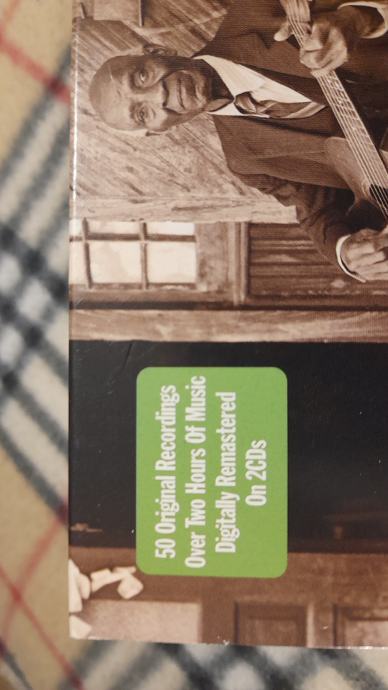 50 Original Recordings
Over Two Hours Of Music
Digitally Remastered
On 2CDs